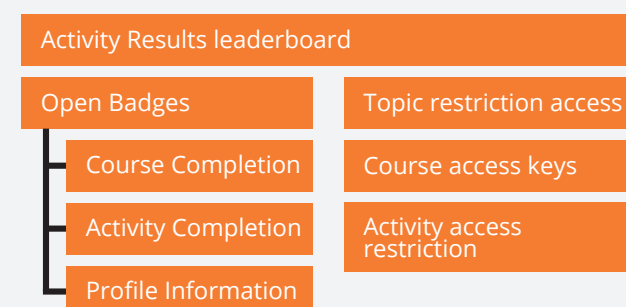 Activity Results leaderboard
Open Badges
Course Completion
Activity Completion
Profile Information
Topic restriction access
Course access keys
Activity access
restriction